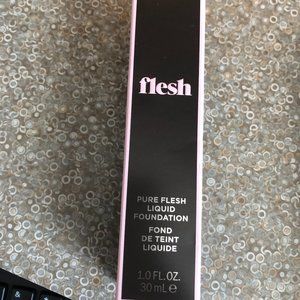 flesh
PURE FLESH
LIQUID
FOUNDATION
FOND
DE TEINT
LIQUIDE
1.0 FL.OZ.
30 mL ℮